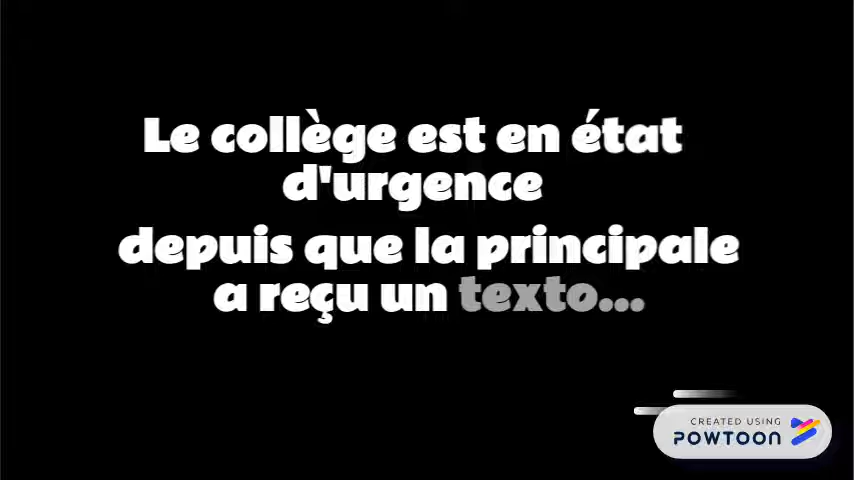 Le collège est en état
d'urgence
depuis que la principale
a reçu un texto...
CREATED USING
POWTOON